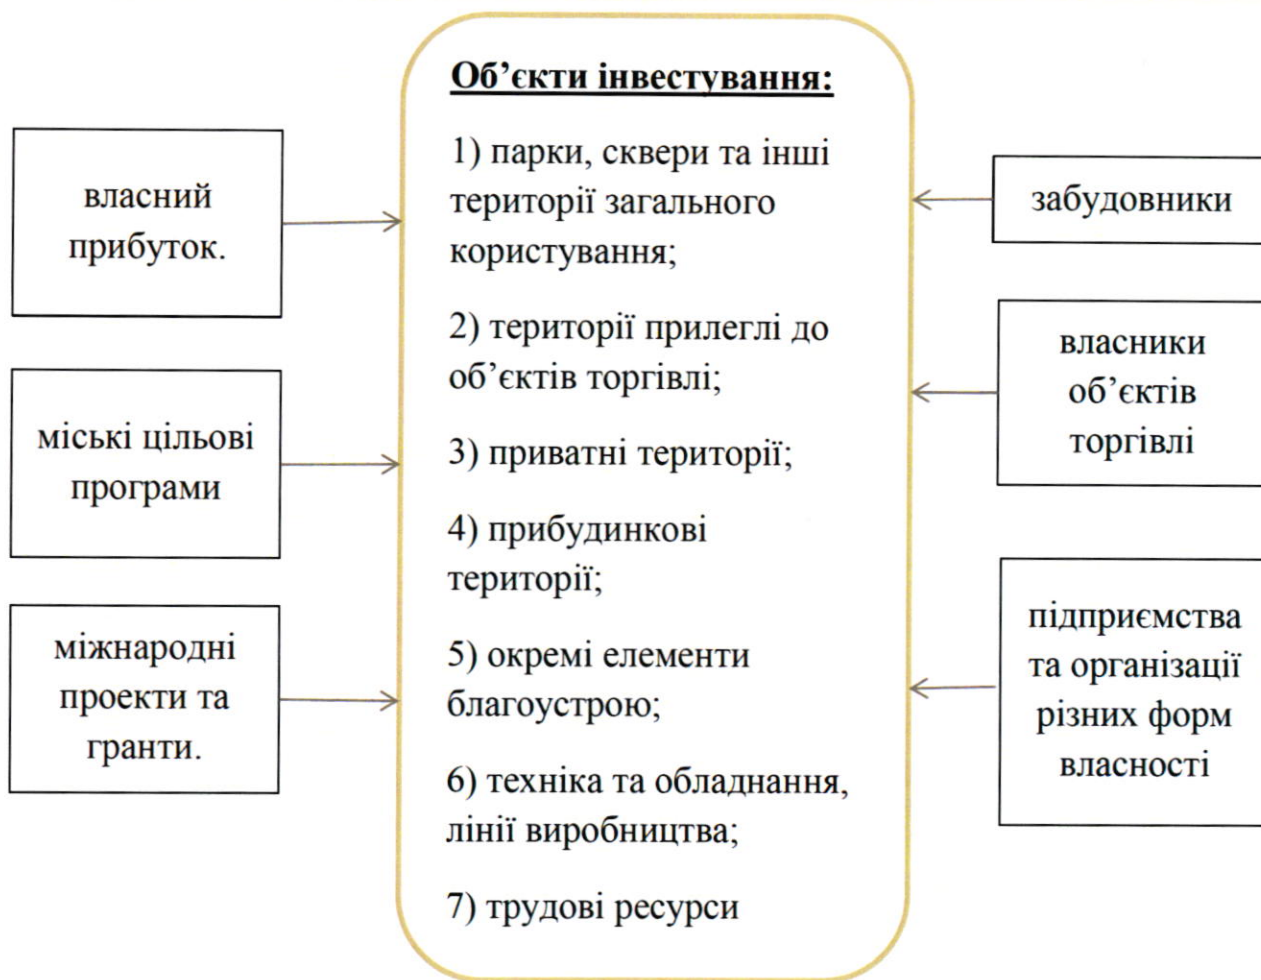 власний
прибуток.
міські цільові
програми
міжнародні
проекти та
гранти.
Об’єкти інвестування:
1) парки, сквери та інші
території загального
користування;
2) території прилеглі до
об’єктів торгівлі;
3) приватні території;
4) прибудинкові
території;
5) окремі елементи
благоустрою;
6) техніка та обладнання,
лінії виробництва;
7) трудові ресурси
забудовники
власники
об’єктів
торгівлі
підприємства
та організації
різних форм
власності